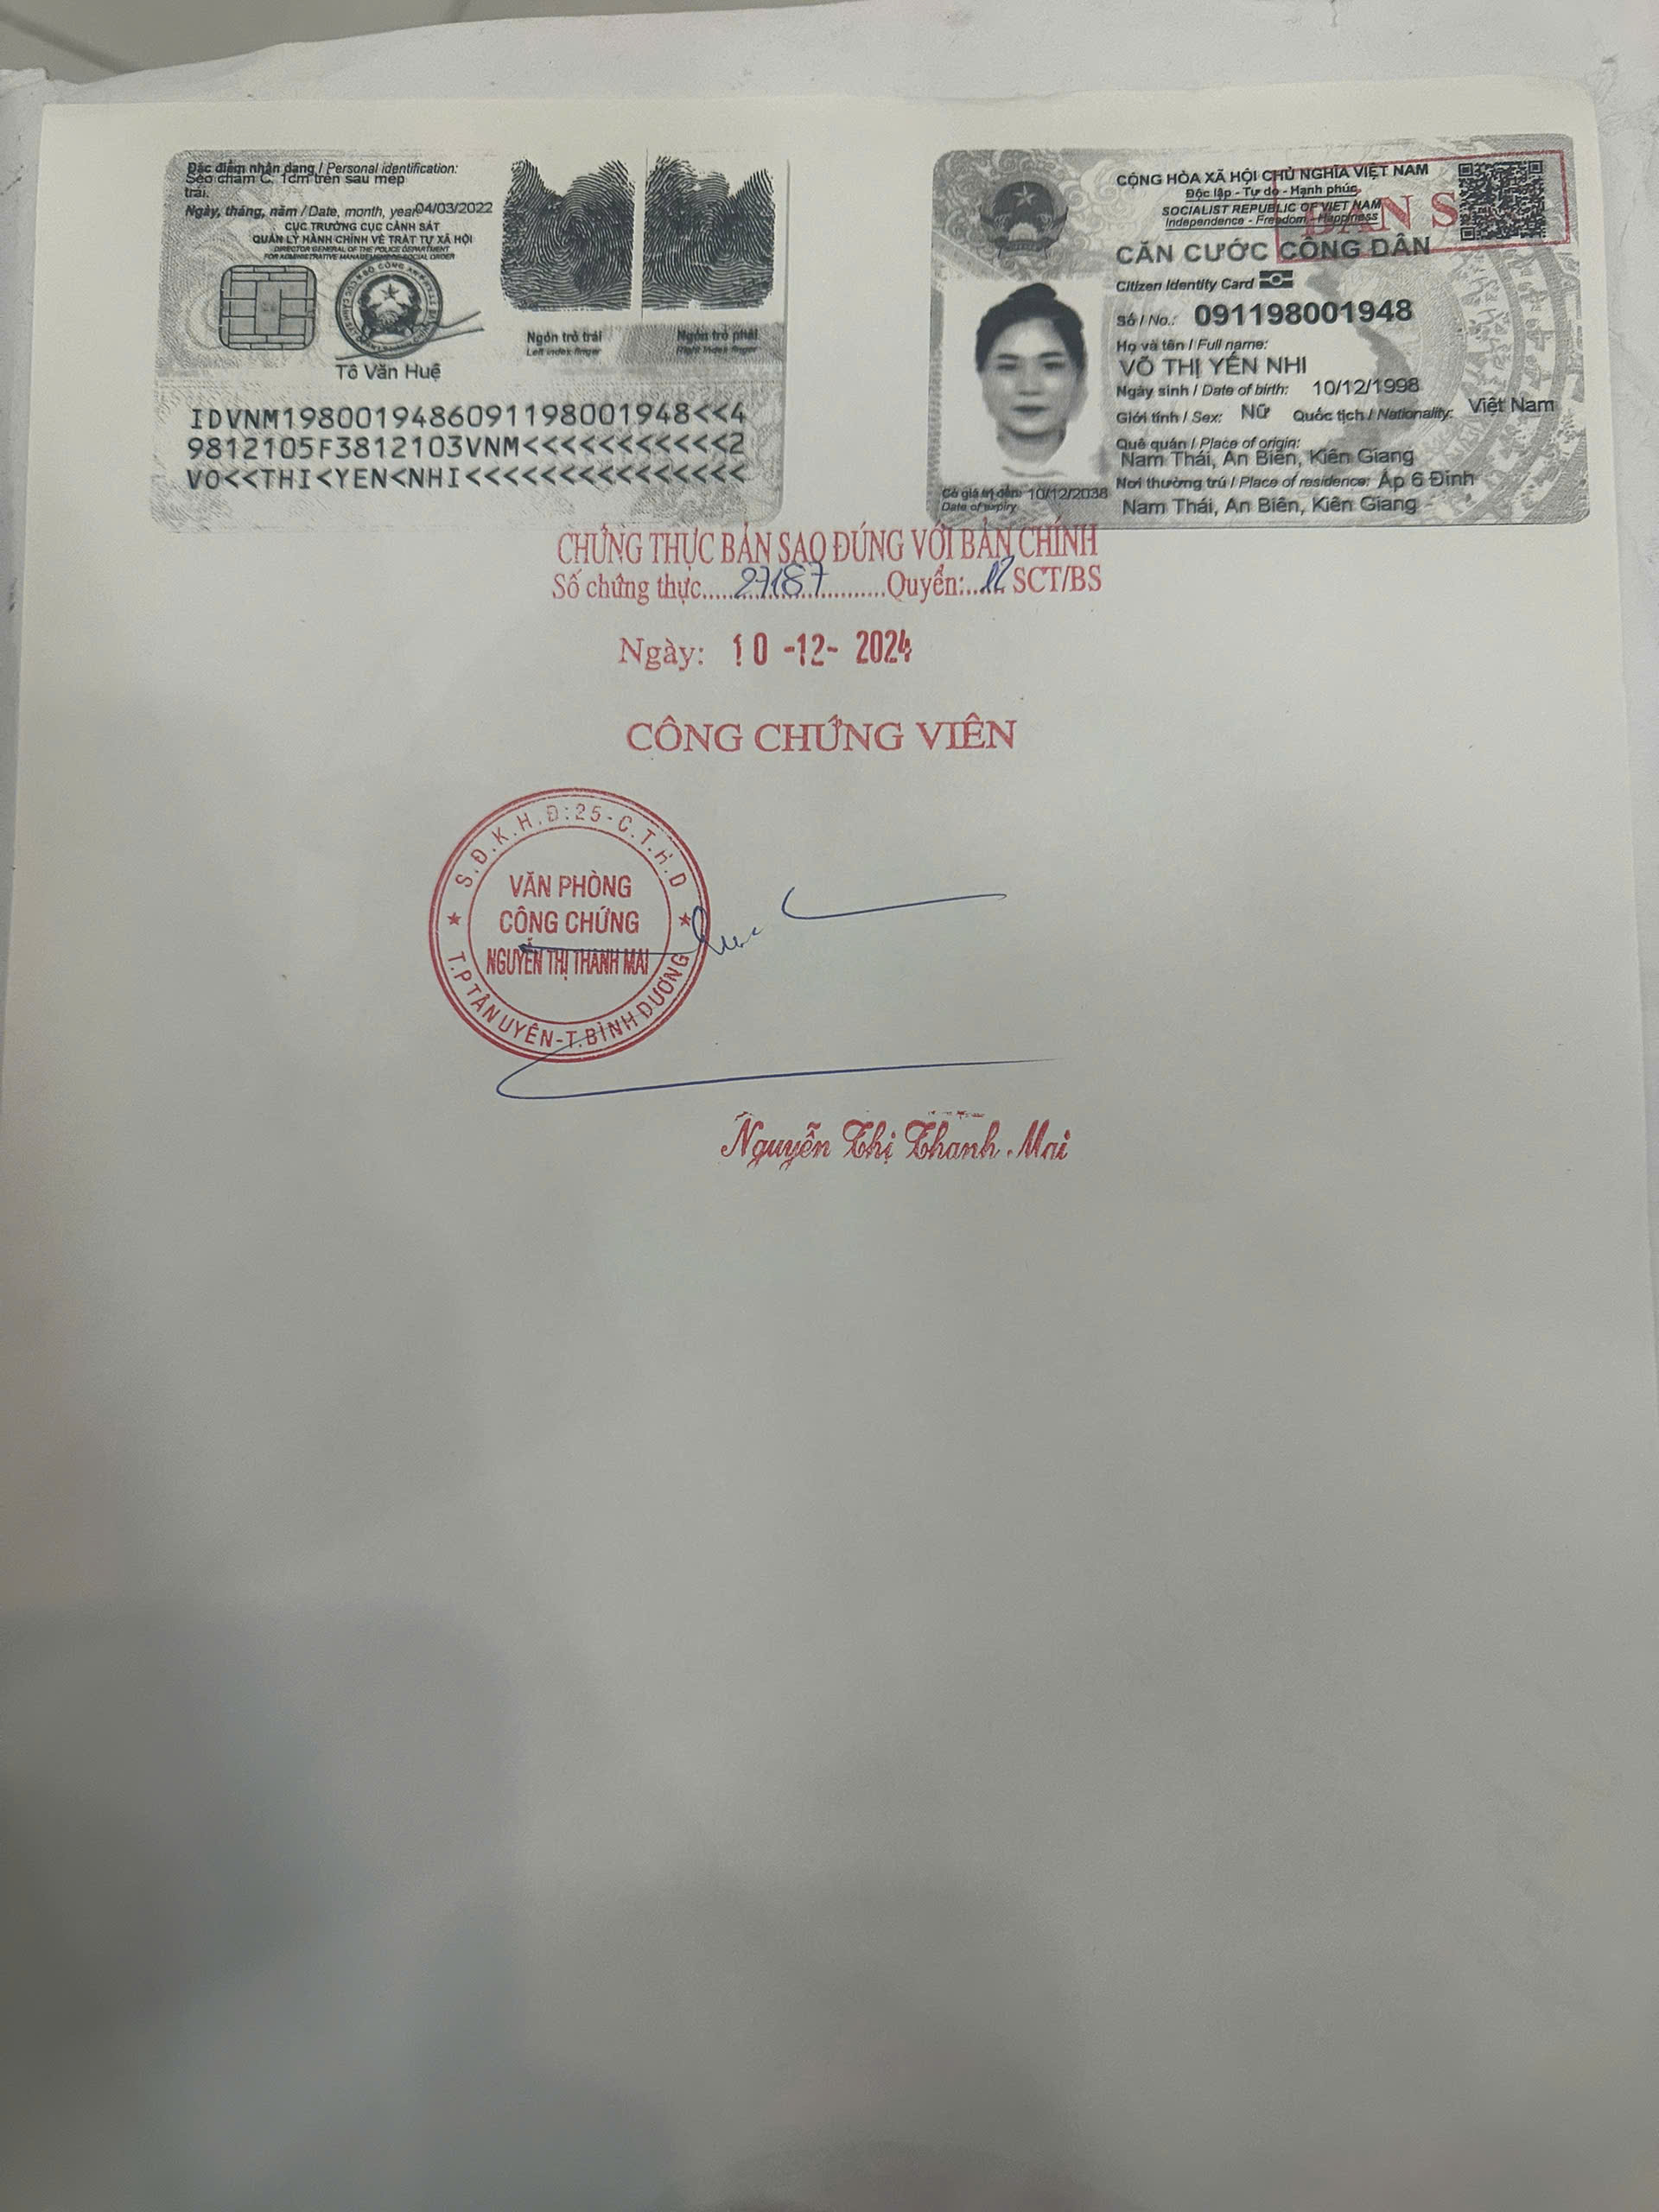 Đặc điểm nhân dạng / Personal identification:
Sẹo chấm C. 1cm trên sau mép
trái.
Ngày, tháng, năm / Date, month, year 04/03/2022
CỤC TRƯỞNG CỤC CẢNH SÁT
QUẢN LÝ HÀNH CHÍNH VỀ TRẬT TỰ XÃ HỘI
DIRECTOR GENERAL OF THE POLICE DEPARTMENT
FOR ADMINISTRATIVE MANAGEMENT OF SOCIAL ORDER
Tô Văn Huệ
Ngón trỏ trái
Left index finger
Ngón trỏ phải
Right index finger
IDVNM1980019486091198001948<<4
9812105F3812103VNM<<<<<<<<<<<2
VO<<THI<YEN<NHI<<<<<<<<<<<<<<<
CỘNG HÒA XÃ HỘI CHỦ NGHĨA VIỆT NAM
Độc lập - Tự do - Hạnh phúc
SOCIALIST REPUBLIC OF VIET NAM
Independence - Freedom - Happiness
BẢN S
CĂN CƯỚC CÔNG DÂN
Citizen Identity Card
Số / No.: 091198001948
Họ và tên / Full name:
VÕ THỊ YẾN NHI
Ngày sinh / Date of birth: 10/12/1998
Giới tính / Sex: Nữ Quốc tịch / Nationality: Việt Nam
Quê quán / Place of origin:
Nam Thái, An Biên, Kiên Giang
Nơi thường trú / Place of residence: Ấp 6 Đình
Nam Thái, An Biên, Kiên Giang
Có giá trị đến: 10/12/2038
Date of expiry
CHỨNG THỰC BẢN SAO ĐÚNG VỚI BẢN CHÍNH
Số chứng thực....27187....Quyển:...12 SCT/BS
Ngày: 10 -12- 2024
CÔNG CHỨNG VIÊN
S.Đ.K.H.Đ:25-C.T.H.D
VĂN PHÒNG
CÔNG CHỨNG
NGUYỄN THỊ THANH MAI
T.P TÂN UYÊN-T.BÌNH DƯƠNG
Nguyễn Thị Thanh Mai